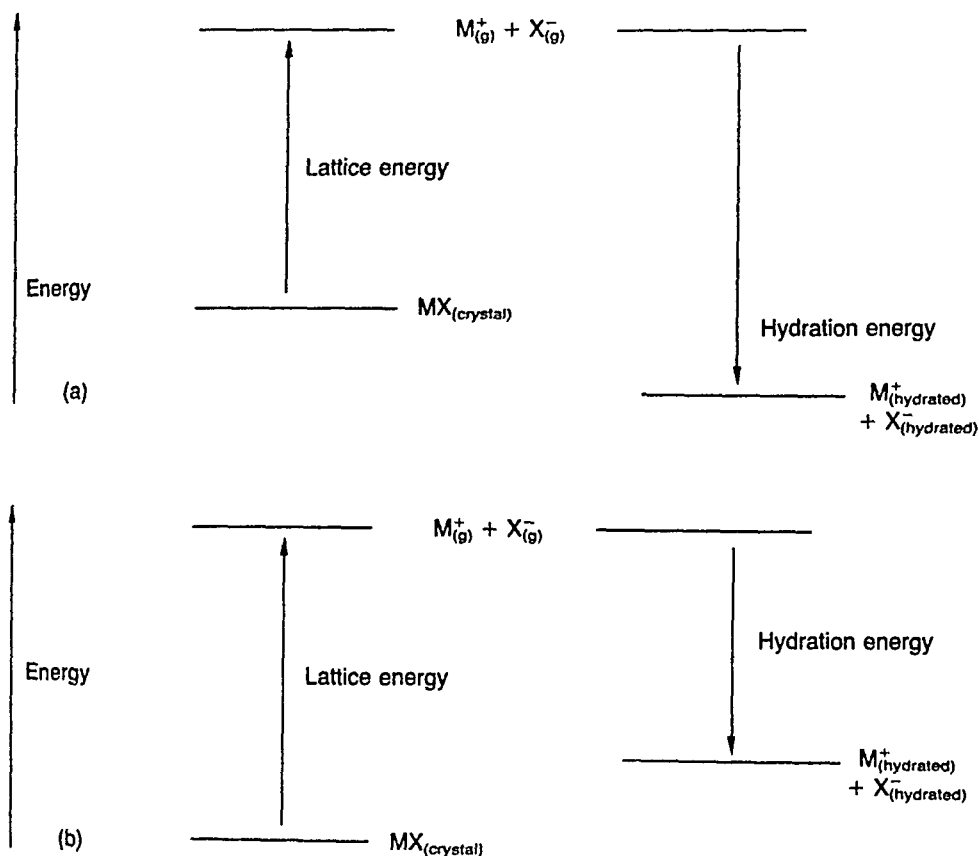 M⁺(g) + X⁻(g)
Lattice energy
Energy
MX(crystal)
Hydration energy
(a)
M⁺(hydrated)
+ X⁻(hydrated)
M⁺(g) + X⁻(g)
Hydration energy
Energy
Lattice energy
M⁺(hydrated)
+ X⁻(hydrated)
(b)
MX(crystal)